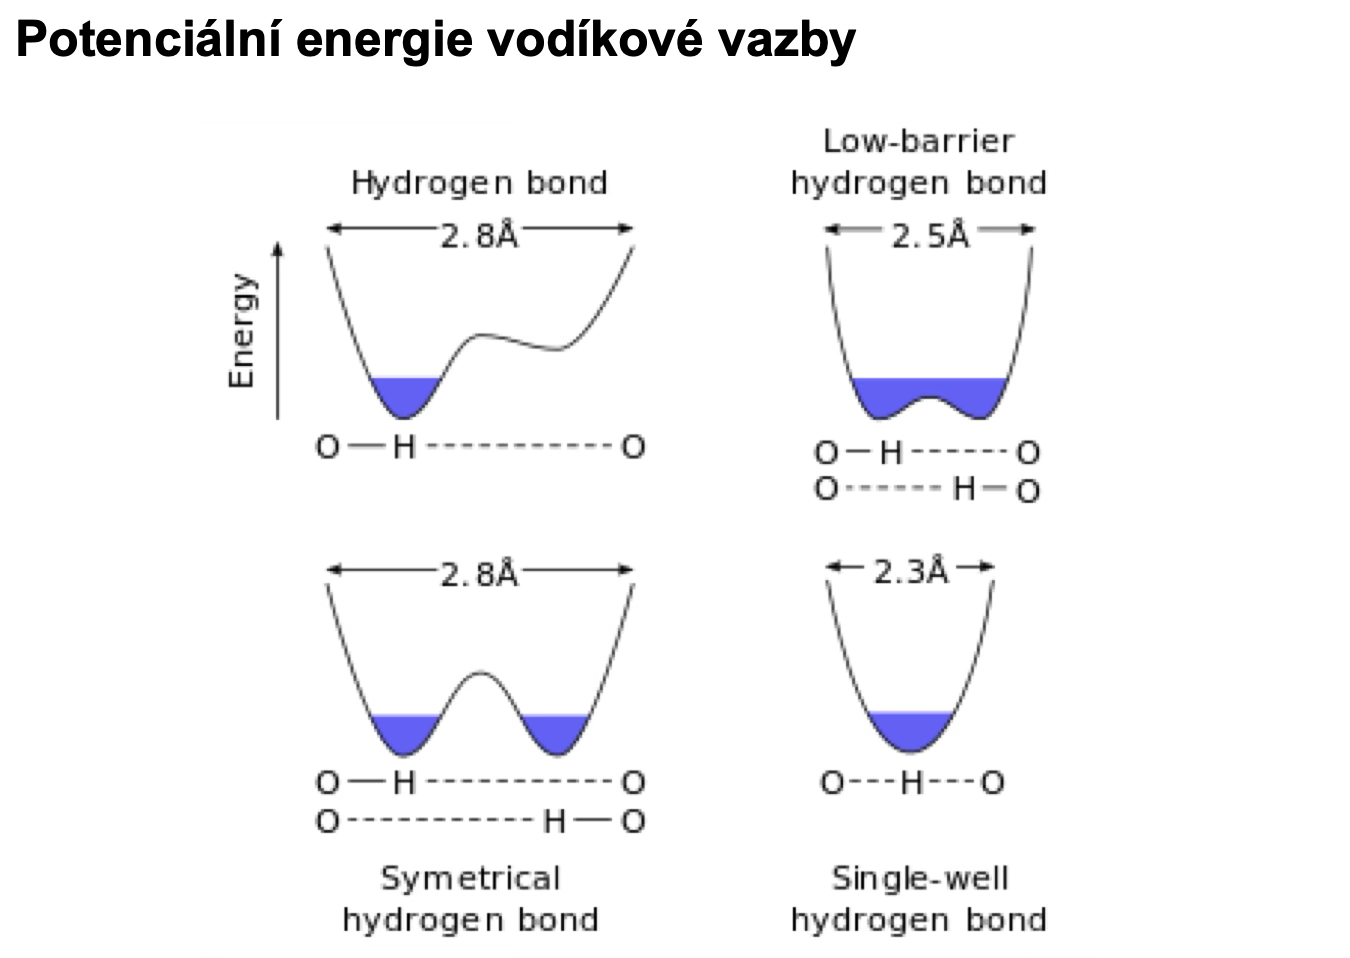 Potenciální energie vodíkové vazby
Hydrogen bond
2.8Å
Energy
O—H-----------O
Low-barrier
hydrogen bond
2.5Å
O—H------O
O------H—O
2.8Å
O—H-----------O
O-----------H—O
Symetrical
hydrogen bond
2.3Å
O---H---O
Single-well
hydrogen bond